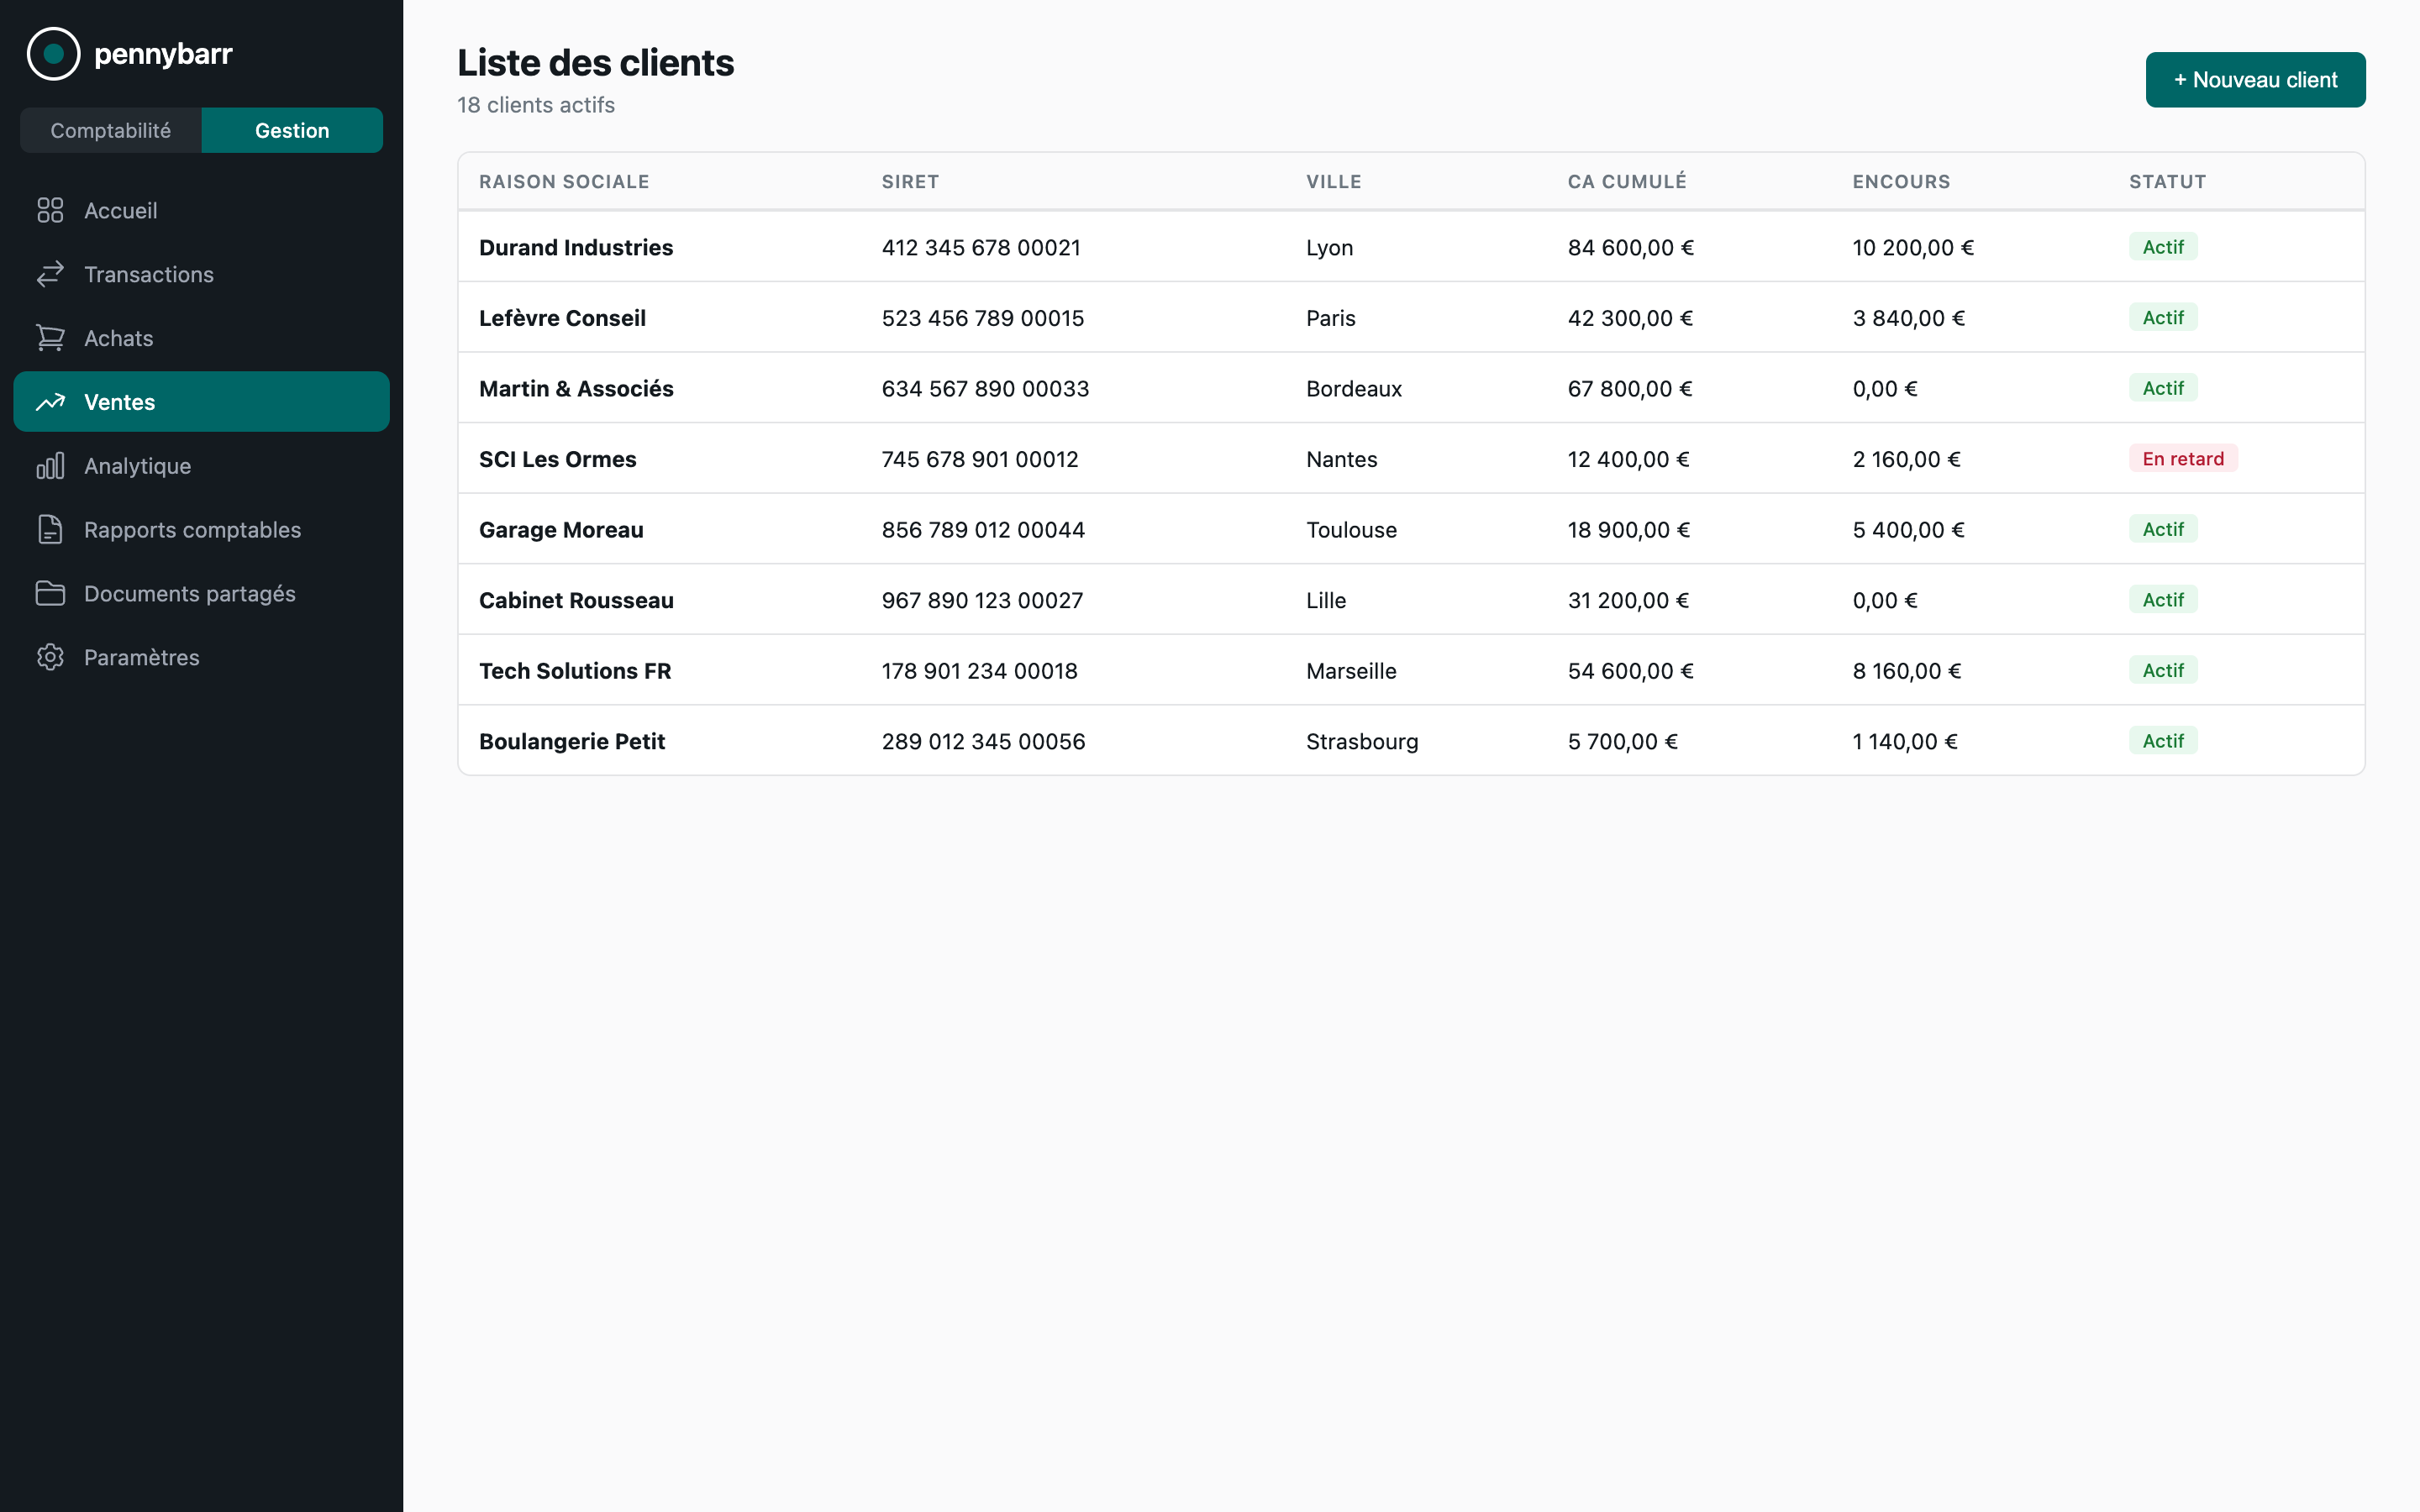 pennybarr
Comptabilité Gestion
Accueil
Transactions
Achats
Ventes
Analytique
Rapports comptables
Documents partagés
Paramètres
Liste des clients
18 clients actifs
+ Nouveau client
RAISON SOCIALE SIRET VILLE CA CUMULÉ ENCOURS STATUT
Durand Industries 412 345 678 00021 Lyon 84 600,00 € 10 200,00 € Actif
Lefèvre Conseil 523 456 789 00015 Paris 42 300,00 € 3 840,00 € Actif
Martin & Associés 634 567 890 00033 Bordeaux 67 800,00 € 0,00 € Actif
SCI Les Ormes 745 678 901 00012 Nantes 12 400,00 € 2 160,00 € En retard
Garage Moreau 856 789 012 00044 Toulouse 18 900,00 € 5 400,00 € Actif
Cabinet Rousseau 967 890 123 00027 Lille 31 200,00 € 0,00 € Actif
Tech Solutions FR 178 901 234 00018 Marseille 54 600,00 € 8 160,00 € Actif
Boulangerie Petit 289 012 345 00056 Strasbourg 5 700,00 € 1 140,00 € Actif